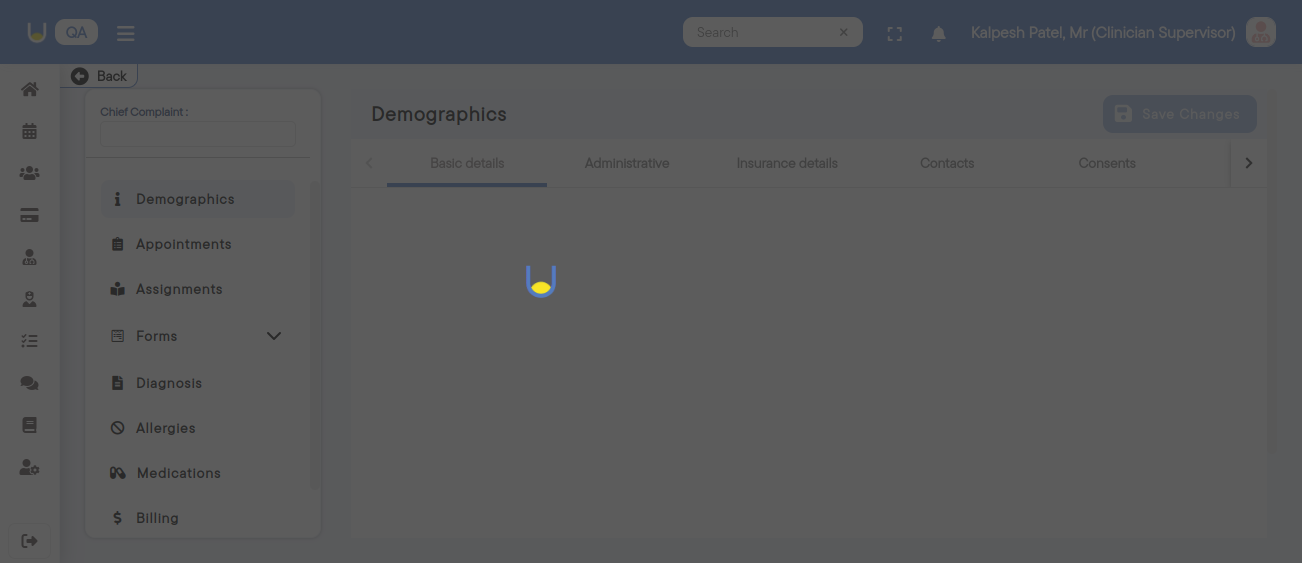 QA
Search
Kalpesh Patel, Mr (Clinician Supervisor)
Back
Chief Complaint :
Demographics
Appointments
Assignments
Forms
Diagnosis
Allergies
Medications
Billing
Demographics
Save Changes
Basic details
Administrative
Insurance details
Contacts
Consents